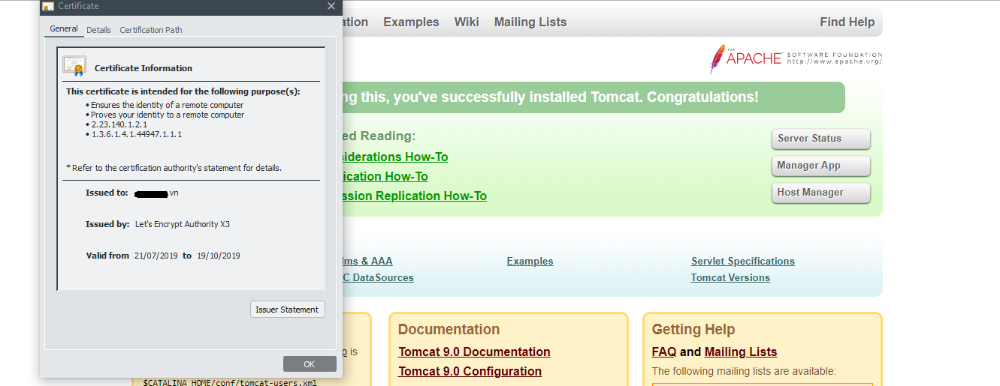 Certificate
General
Details
Certification Path
Certificate Information
This certificate is intended for the following purpose(s):
• Ensures the identity of a remote computer
• Proves your identity to a remote computer
• 2.23.140.1.2.1
• 1.3.6.1.4.1.44947.1.1.1
* Refer to the certification authority's statement for details.
Issued to: .vn
Issued by: Let's Encrypt Authority X3
Valid from 21/07/2019 to 19/10/2019
Issuer Statement
OK
ation
Examples
Wiki
Mailing Lists
Find Help
THE
APACHE
SOFTWARE FOUNDATION
http://www.apache.org/
ng this, you've successfully installed Tomcat. Congratulations!
ed Reading:
siderations How-To
ication How-To
ssion Replication How-To
Server Status
Manager App
Host Manager
lms & AAA
C DataSources
Examples
Servlet Specifications
Tomcat Versions
p is
$CATALINA_HOME/conf/tomcat-users.xml
Documentation
Tomcat 9.0 Documentation
Tomcat 9.0 Configuration
Getting Help
FAQ and Mailing Lists
The following mailing lists are available: